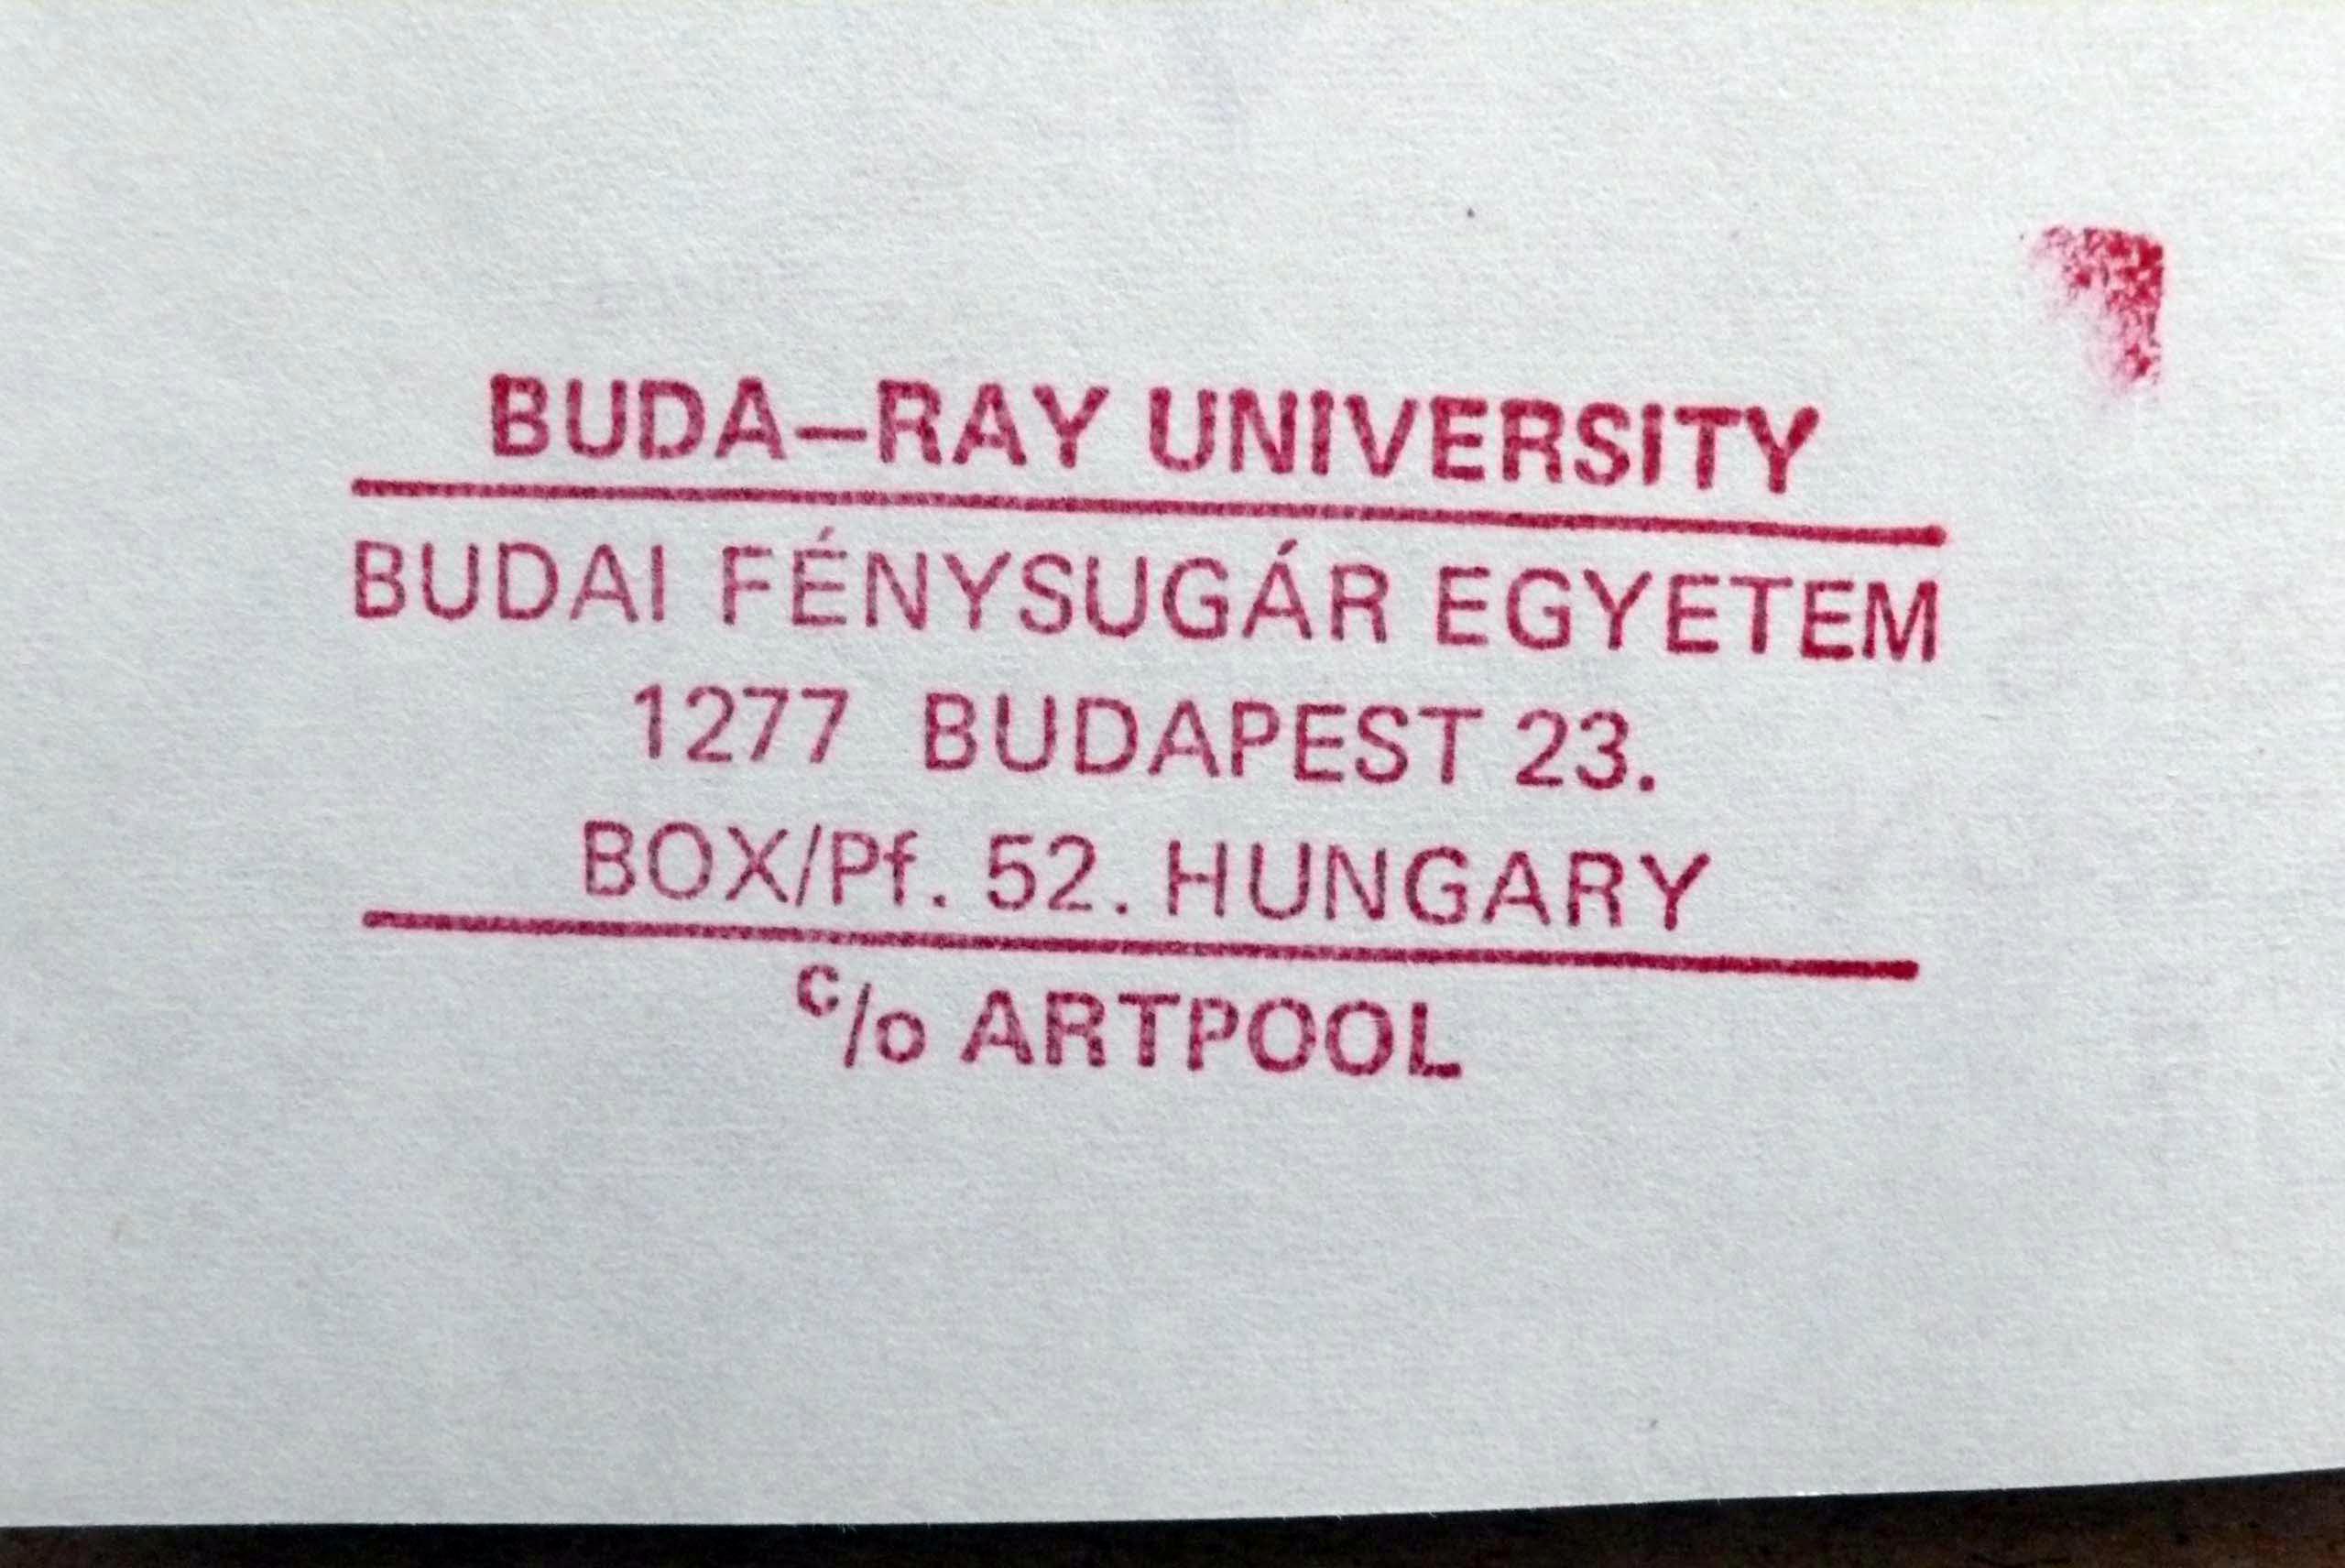 BUDA–RAY UNIVERSITY
BUDAI FÉNYSUGÁR EGYETEM
1277 BUDAPEST 23.
BOX/Pf. 52. HUNGARY
c/o ARTPOOL